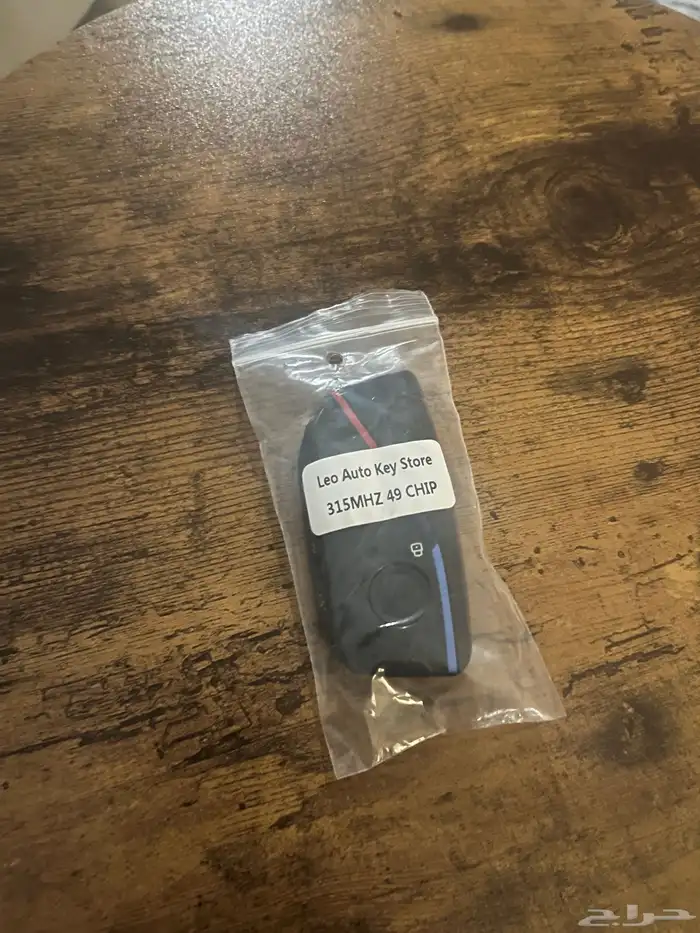 Leo Auto Key Store
315MHZ 49 CHIP
حراج